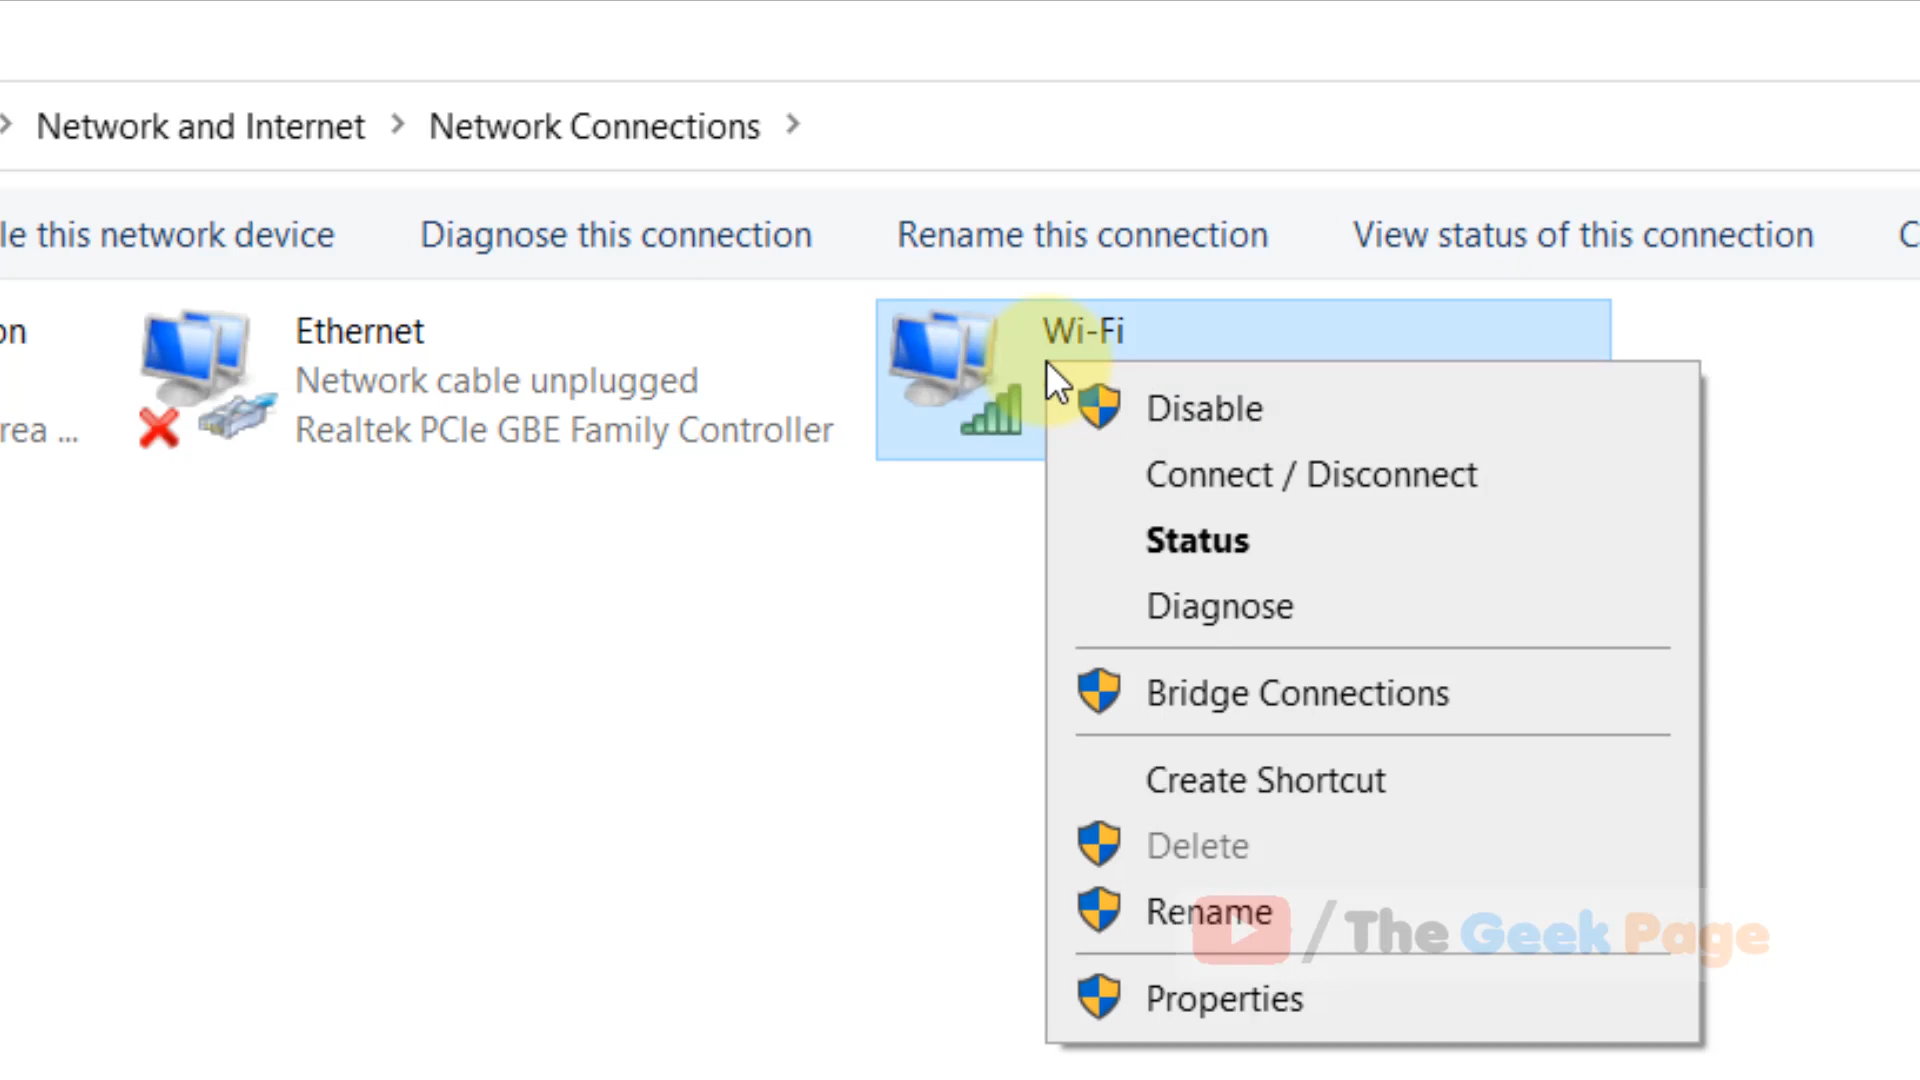 Network and Internet > Network Connections >
le this network device Diagnose this connection Rename this connection View status of this connection C
on
rea ...
Ethernet
Network cable unplugged
Realtek PCIe GBE Family Controller
Wi-Fi
Disable
Connect / Disconnect
Status
Diagnose
Bridge Connections
Create Shortcut
Delete
Rename
Properties
/ The Geek Page